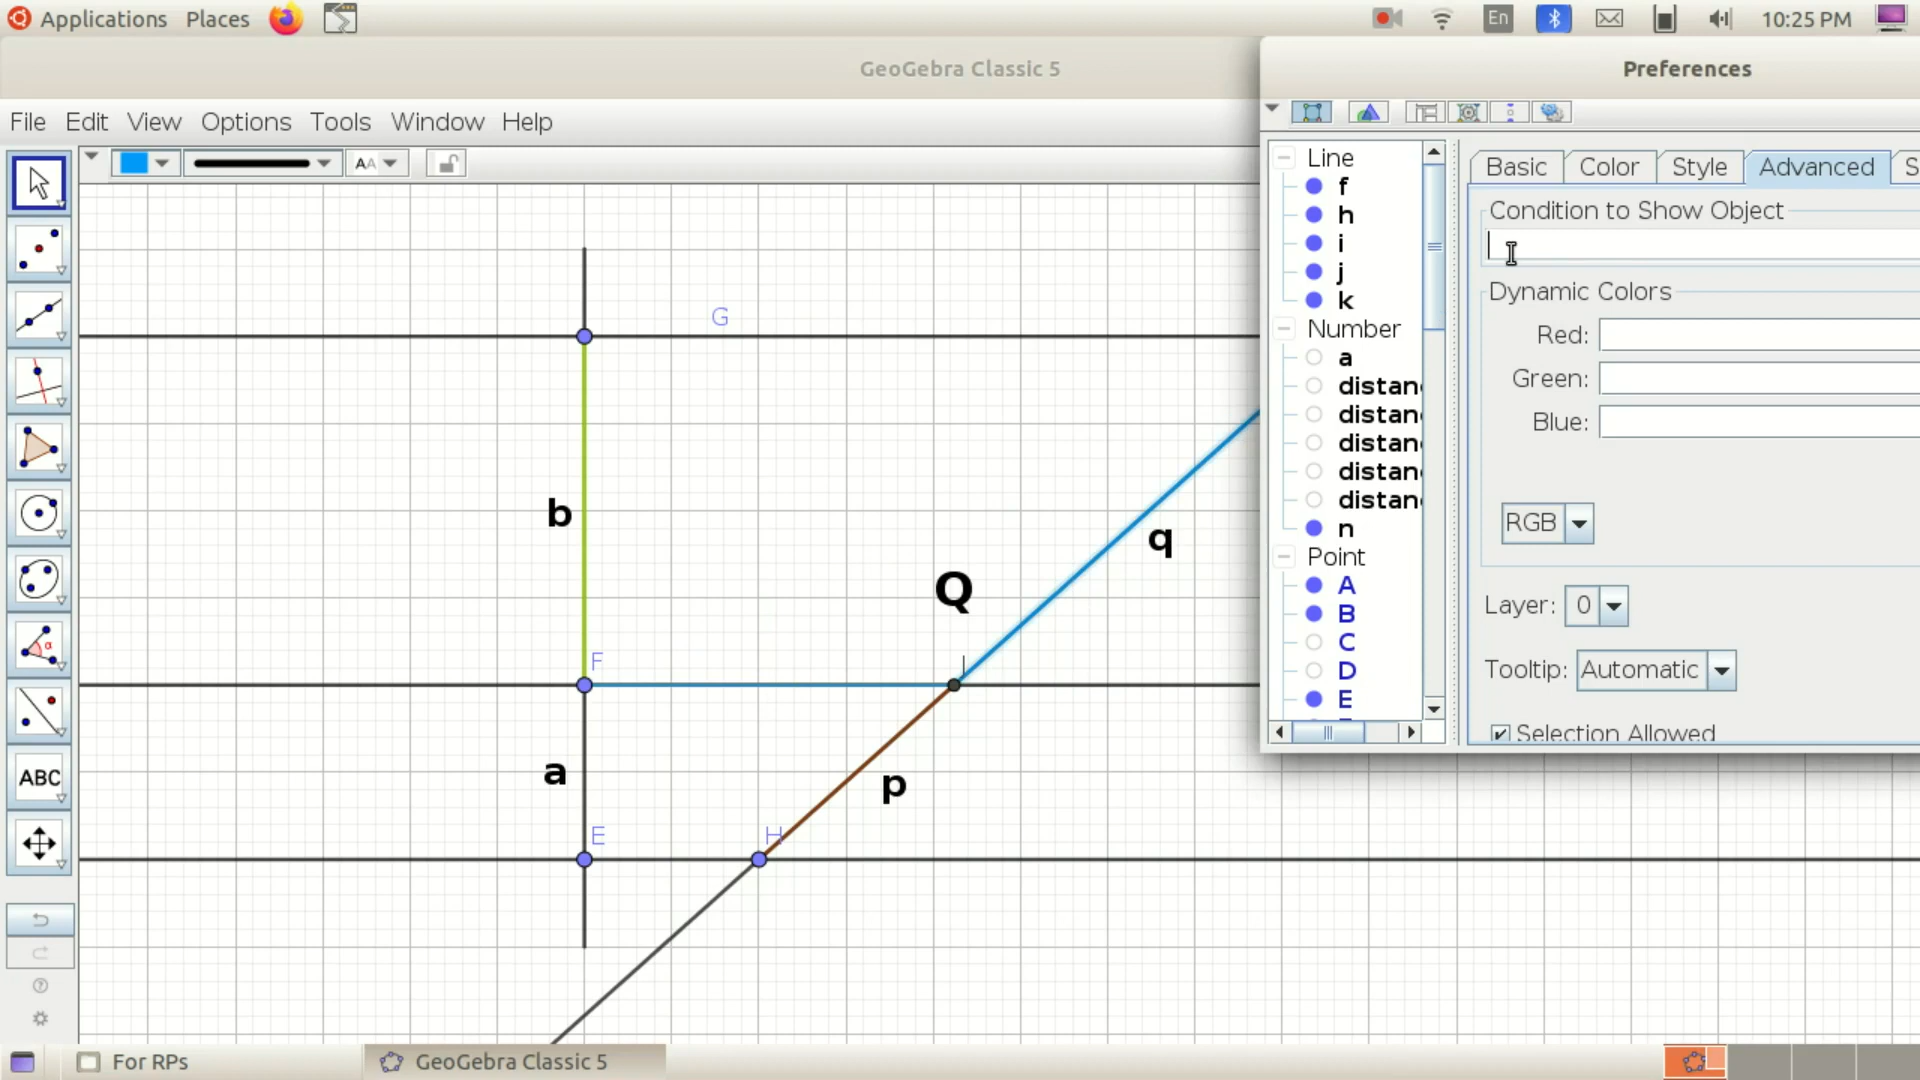 Applications Places En 10:25 PM
GeoGebra Classic 5
Preferences
File Edit View Options Tools Window Help
AA
Line
f
h
i
j
k
Number
a
distan
distan
distan
distan
distan
n
Point
A
B
C
D
E
Basic Color Style Advanced S
Condition to Show Object
Dynamic Colors
Red:
Green:
Blue:
RGB
Layer: 0
Tooltip: Automatic
Selection Allowed
G
b
q
Q
F
a
p
E
H
α
ABC
For RPs GeoGebra Classic 5